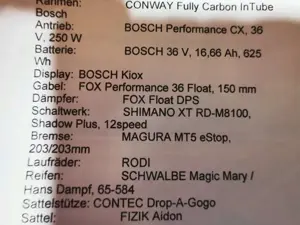 Rahmen: CONWAY Fully Carbon InTube
Bosch
Antrieb: BOSCH Performance CX, 36
V, 250 W
Batterie: BOSCH 36 V, 16,66 Ah, 625
Wh
Display: BOSCH Kiox
Gabel: FOX Performance 36 Float, 150 mm
Dämpfer: FOX Float DPS
Schaltwerk: SHIMANO XT RD-M8100,
Shadow Plus, 12speed
Bremse: MAGURA MT5 eStop,
203/203mm
Laufräder: RODI
Reifen: SCHWALBE Magic Mary /
Hans Dampf, 65-584
Sattelstütze: CONTEC Drop-A-Gogo
Sattel: FIZIK Aidon